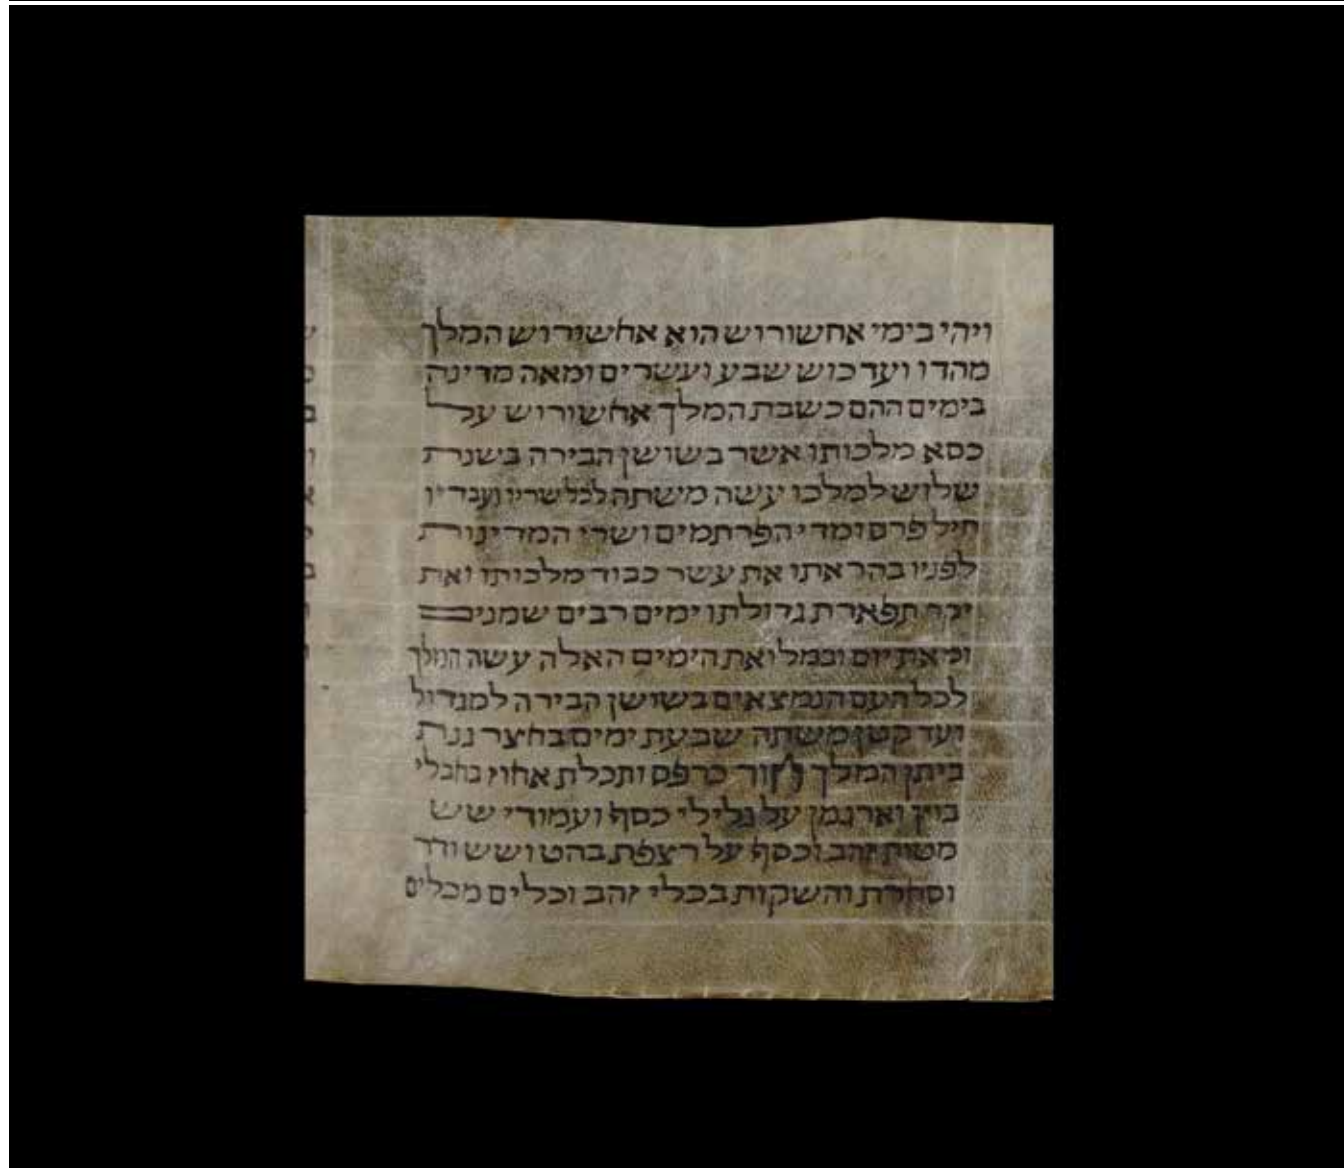 ויהי בימי אחשורוש הוא אחשורוש המלך
מהדו ועד כוש שבע ועשרים ומאה מדינה
בימים ההם כשבת המלך אחשורוש על
כסא מלכותו אשר בשושן הבירה בשנת
שלוש למלכו עשה משתה לכל שריו ועבדיו
חיל פרס ומדי הפרתמים ושרי המדינות
לפניו בהראתו את עשר כבוד מלכותו ואת
יקר תפארת גדולתו ימים רבים שמנים
ומאת יום ובמלואת הימים האלה עשה המלך
לכל העם הנמצאים בשושן הבירה למגדול
ועד קטן משתה שבעת ימים בחצר גנת
ביתן המלך חור כרפס ותכלת אחוז בחבלי
בוץ וארגמן על גלילי כסף ועמודי שש
מטות זהב וכסף על רצפת בהט ושש ודר
וסחרת והשקות בכלי זהב וכלים מכלים